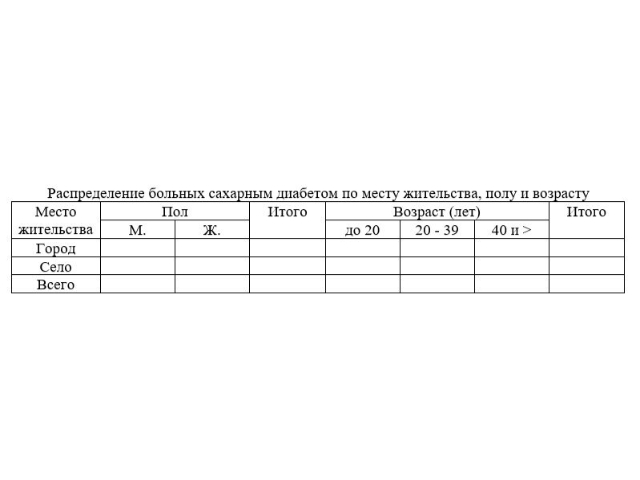 Распределение больных сахарным диабетом по месту жительства, полу и возрасту
Место жительства Пол Итого Возраст (лет) Итого
М. Ж. до 20 20 - 39 40 и >
Город
Село
Всего